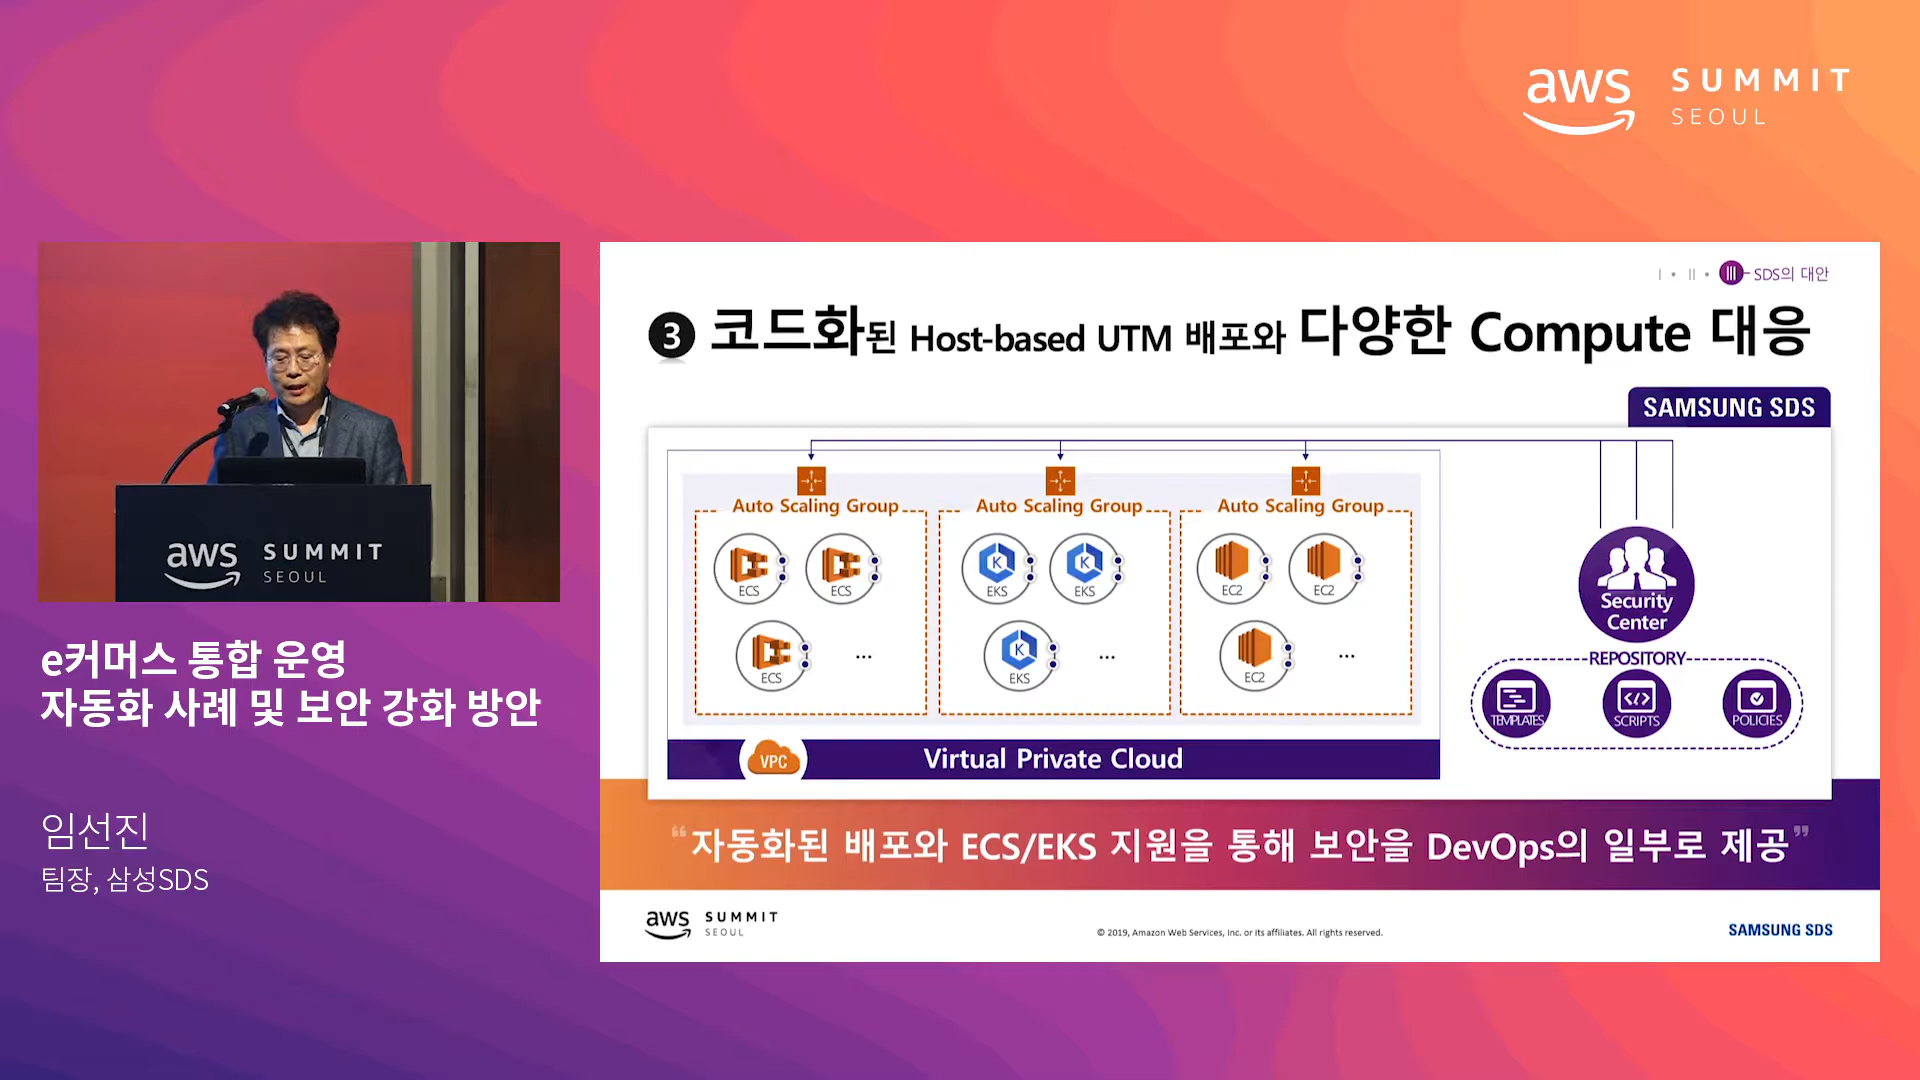 aws SUMMIT
SEOUL
aws SUMMIT
SEOUL
e커머스 통합 운영
자동화 사례 및 보안 강화 방안
임선진
팀장, 삼성SDS
I • II • III SDS의 대안
3 코드화된 Host-based UTM 배포와 다양한 Compute 대응
SAMSUNG SDS
Auto Scaling Group
ECS
ECS
ECS
...
Auto Scaling Group
EKS
EKS
EKS
...
Auto Scaling Group
EC2
EC2
EC2
...
VPC
Virtual Private Cloud
Security
Center
REPOSITORY
TEMPLATES
SCRIPTS
POLICIES
“자동화된 배포와 ECS/EKS 지원을 통해 보안을 DevOps의 일부로 제공”
aws SUMMIT
SEOUL
© 2019, Amazon Web Services, Inc. or its affiliates. All rights reserved.
SAMSUNG SDS